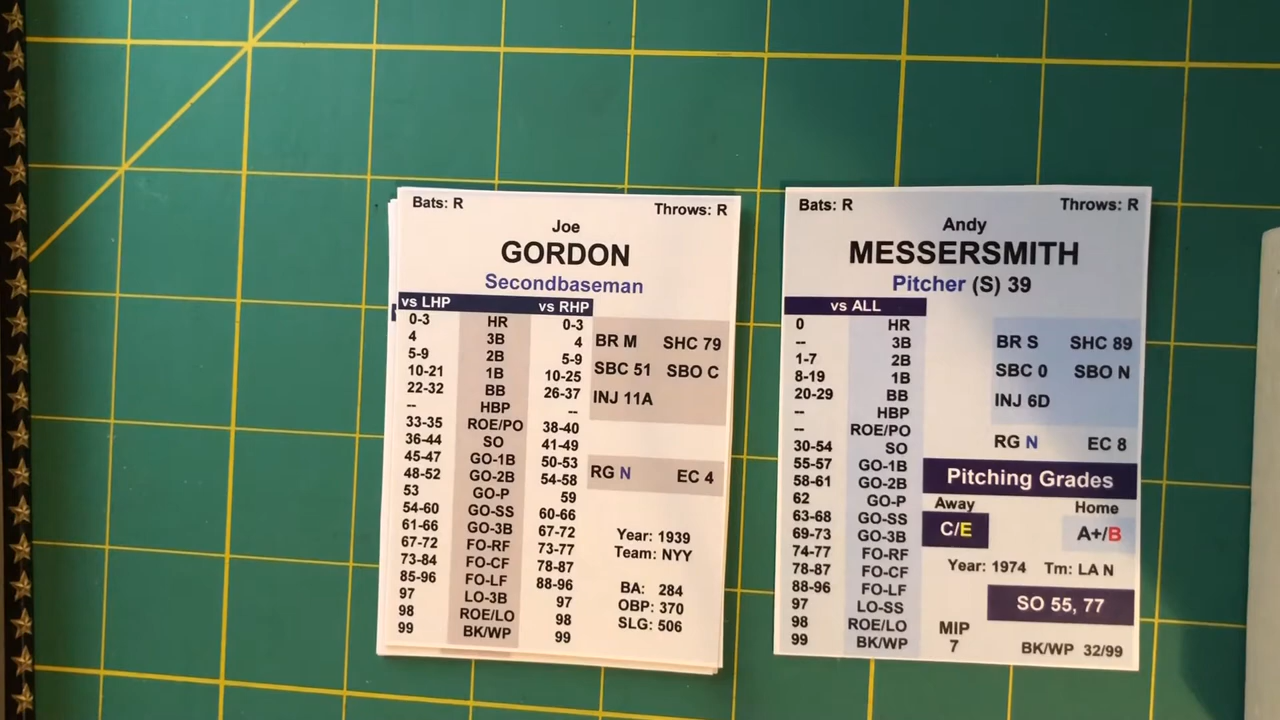 Bats: R Throws: R
Joe
GORDON
Secondbaseman
vs LHP vs RHP
0-3 HR 0-3
4 3B 4
5-9 2B 5-9
10-21 1B 10-25
22-32 BB 26-37
-- HBP --
33-35 ROE/PO 38-40
36-44 SO 41-49
45-47 GO-1B 50-53
48-52 GO-2B 54-58
53 GO-P 59
54-60 GO-SS 60-66
61-66 GO-3B 67-72
67-72 FO-RF 73-77
73-84 FO-CF 78-87
85-96 FO-LF 88-96
97 LO-3B 97
98 ROE/LO 98
99 BK/WP 99
BR M SHC 79
SBC 51 SBO C
INJ 11A
RG N EC 4
Year: 1939
Team: NYY
BA: 284
OBP: 370
SLG: 506
Bats: R Throws: R
Andy
MESSERSMITH
Pitcher (S) 39
vs ALL
0 HR
-- 3B
1-7 2B
8-19 1B
20-29 BB
-- HBP
-- ROE/PO
30-54 SO
55-57 GO-1B
58-61 GO-2B
62 GO-P
63-68 GO-SS
69-73 GO-3B
74-77 FO-RF
78-87 FO-CF
88-96 FO-LF
97 LO-SS
98 ROE/LO
99 BK/WP
BR S SHC 89
SBC 0 SBO N
INJ 6D
RG N EC 8
Pitching Grades
Away Home
C/E A+/B
Year: 1974 Tm: LA N
SO 55, 77
MIP
7
BK/WP 32/99